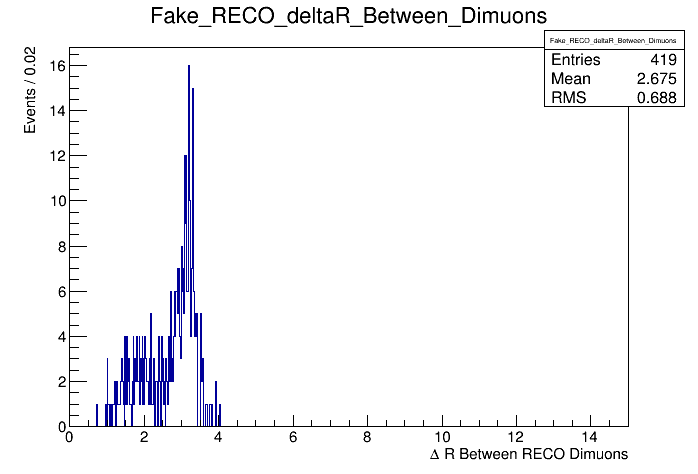 Fake_RECO_deltaR_Between_Dimuons
Fake_RECO_deltaR_Between_Dimuons
Entries 419
Mean 2.675
RMS 0.688
Events / 0.02
16
14
12
10
8
6
4
2
0
0 2 4 6 8 10 12 14
Δ R Between RECO Dimuons